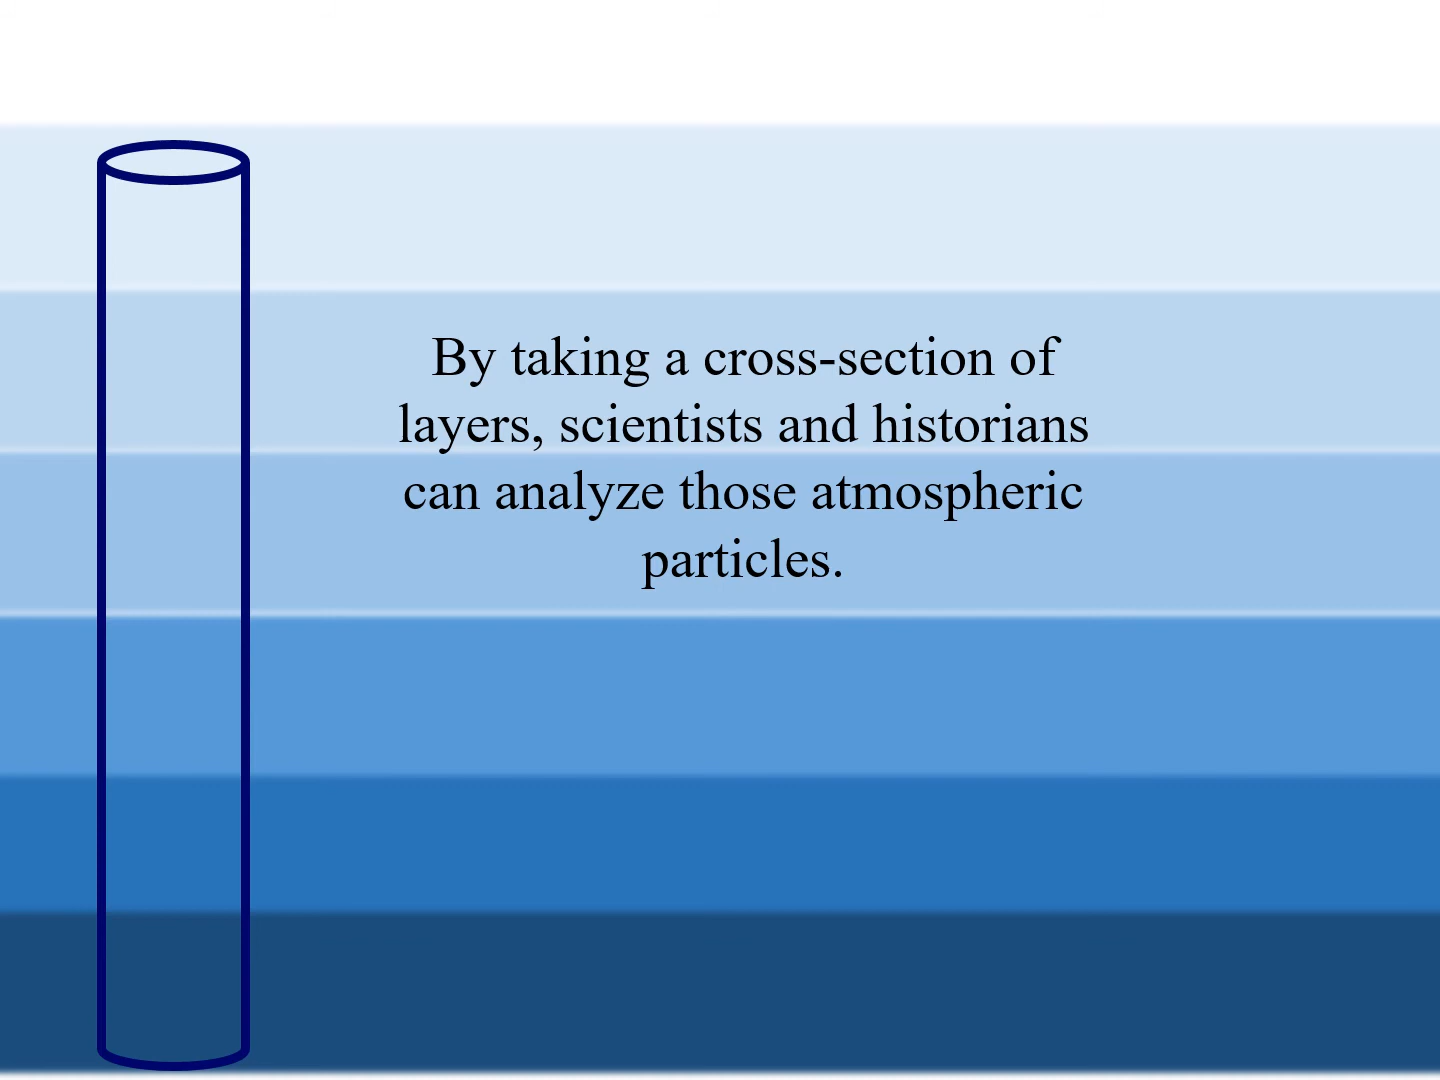 By taking a cross-section of
layers, scientists and historians
can analyze those atmospheric
particles.